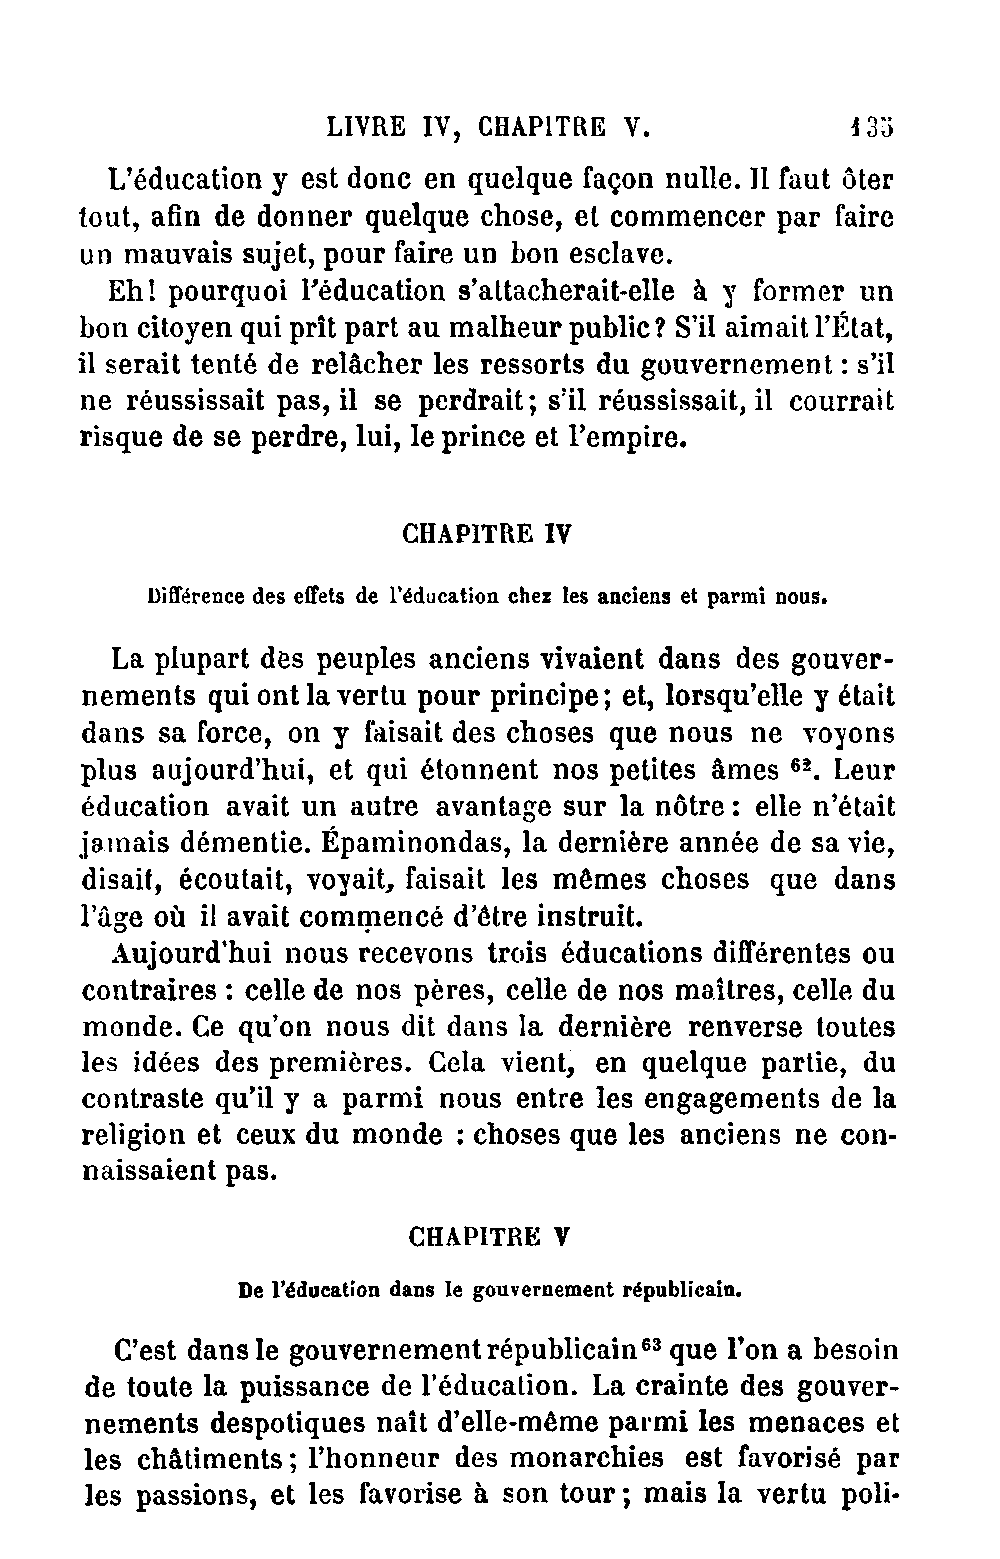 LIVRE IV, CHAPITRE V. 135
L'éducation y est donc en quelque façon nulle. Il faut ôter
tout, afin de donner quelque chose, et commencer par faire
un mauvais sujet, pour faire un bon esclave.
Eh! pourquoi l'éducation s'attacherait-elle à y former un
bon citoyen qui prît part au malheur public? S'il aimait l'État,
il serait tenté de relâcher les ressorts du gouvernement : s'il
ne réussissait pas, il se perdrait; s'il réussissait, il courrait
risque de se perdre, lui, le prince et l'empire.
CHAPITRE IV
Différence des effets de l'éducation chez les anciens et parmi nous.
La plupart des peuples anciens vivaient dans des gouver-
nements qui ont la vertu pour principe; et, lorsqu'elle y était
dans sa force, on y faisait des choses que nous ne voyons
plus aujourd'hui, et qui étonnent nos petites âmes ⁶². Leur
éducation avait un autre avantage sur la nôtre : elle n'était
jamais démentie. Épaminondas, la dernière année de sa vie,
disait, écoutait, voyait, faisait les mêmes choses que dans
l'âge où il avait commencé d'être instruit.
Aujourd'hui nous recevons trois éducations différentes ou
contraires : celle de nos pères, celle de nos maîtres, celle du
monde. Ce qu'on nous dit dans la dernière renverse toutes
les idées des premières. Cela vient, en quelque partie, du
contraste qu'il y a parmi nous entre les engagements de la
religion et ceux du monde : choses que les anciens ne con-
naissaient pas.
CHAPITRE V
De l'éducation dans le gouvernement républicain.
C'est dans le gouvernement républicain⁶³ que l'on a besoin
de toute la puissance de l'éducation. La crainte des gouver-
nements despotiques naît d'elle-même parmi les menaces et
les châtiments; l'honneur des monarchies est favorisé par
les passions, et les favorise à son tour; mais la vertu poli-